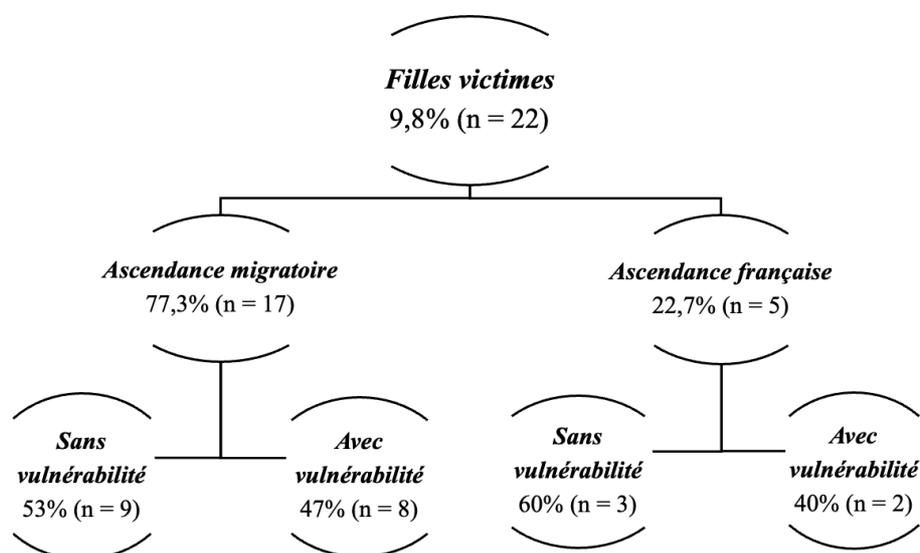 Filles victimes
9,8% (n = 22)
Ascendance migratoire
77,3% (n = 17)
Ascendance française
22,7% (n = 5)
Sans
vulnérabilité
53% (n = 9)
Avec
vulnérabilité
47% (n = 8)
Sans
vulnérabilité
60% (n = 3)
Avec
vulnérabilité
40% (n = 2)